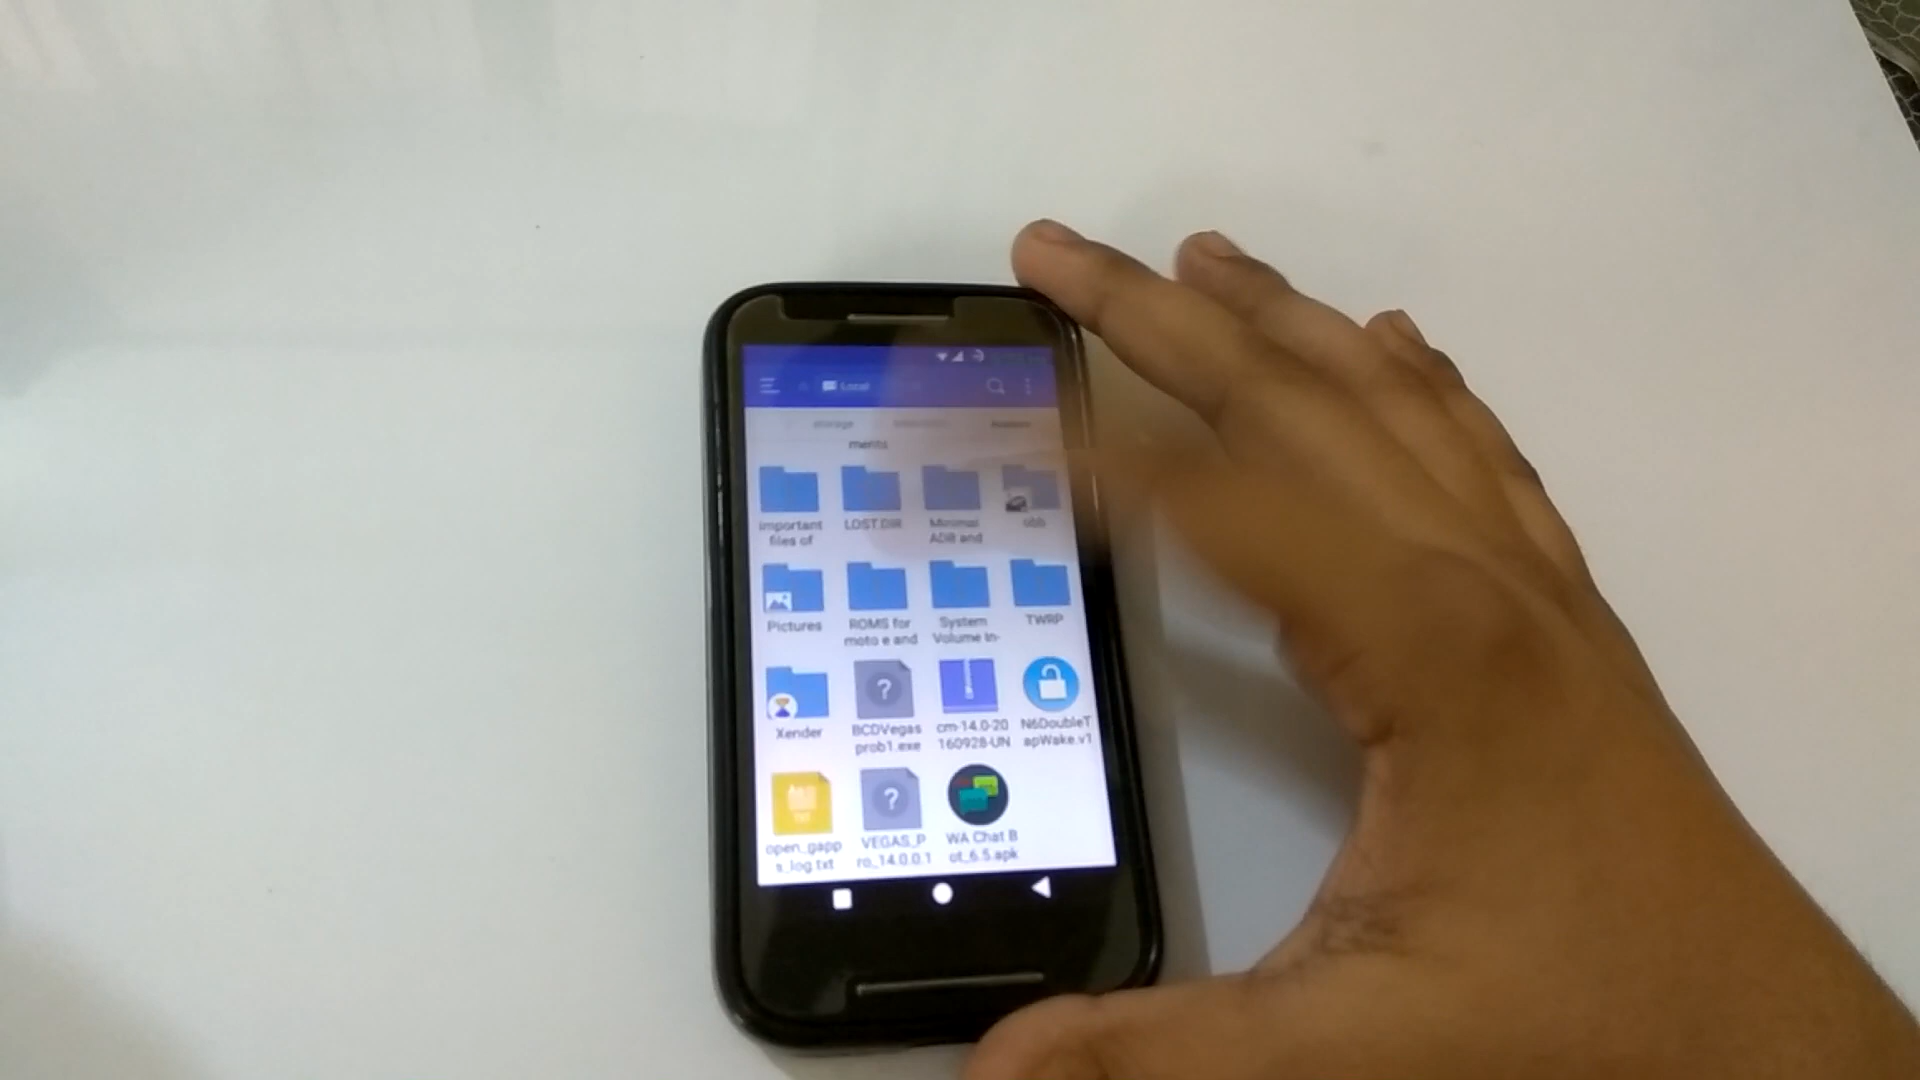 Local
storage
ments
important
files of
LOST.DIR
Minimal
ADB and
obb
Pictures
ROMS for
moto e and
System
Volume In-
TWRP
Xender
BCDVegas
prob1.exe
cm-14.0-20
160928-UN
N6DoubleT
apWake.v1
open_gapp
s_log.txt
VEGAS_P
ro_14.0.0.1
WA Chat B
ot_6.5.apk